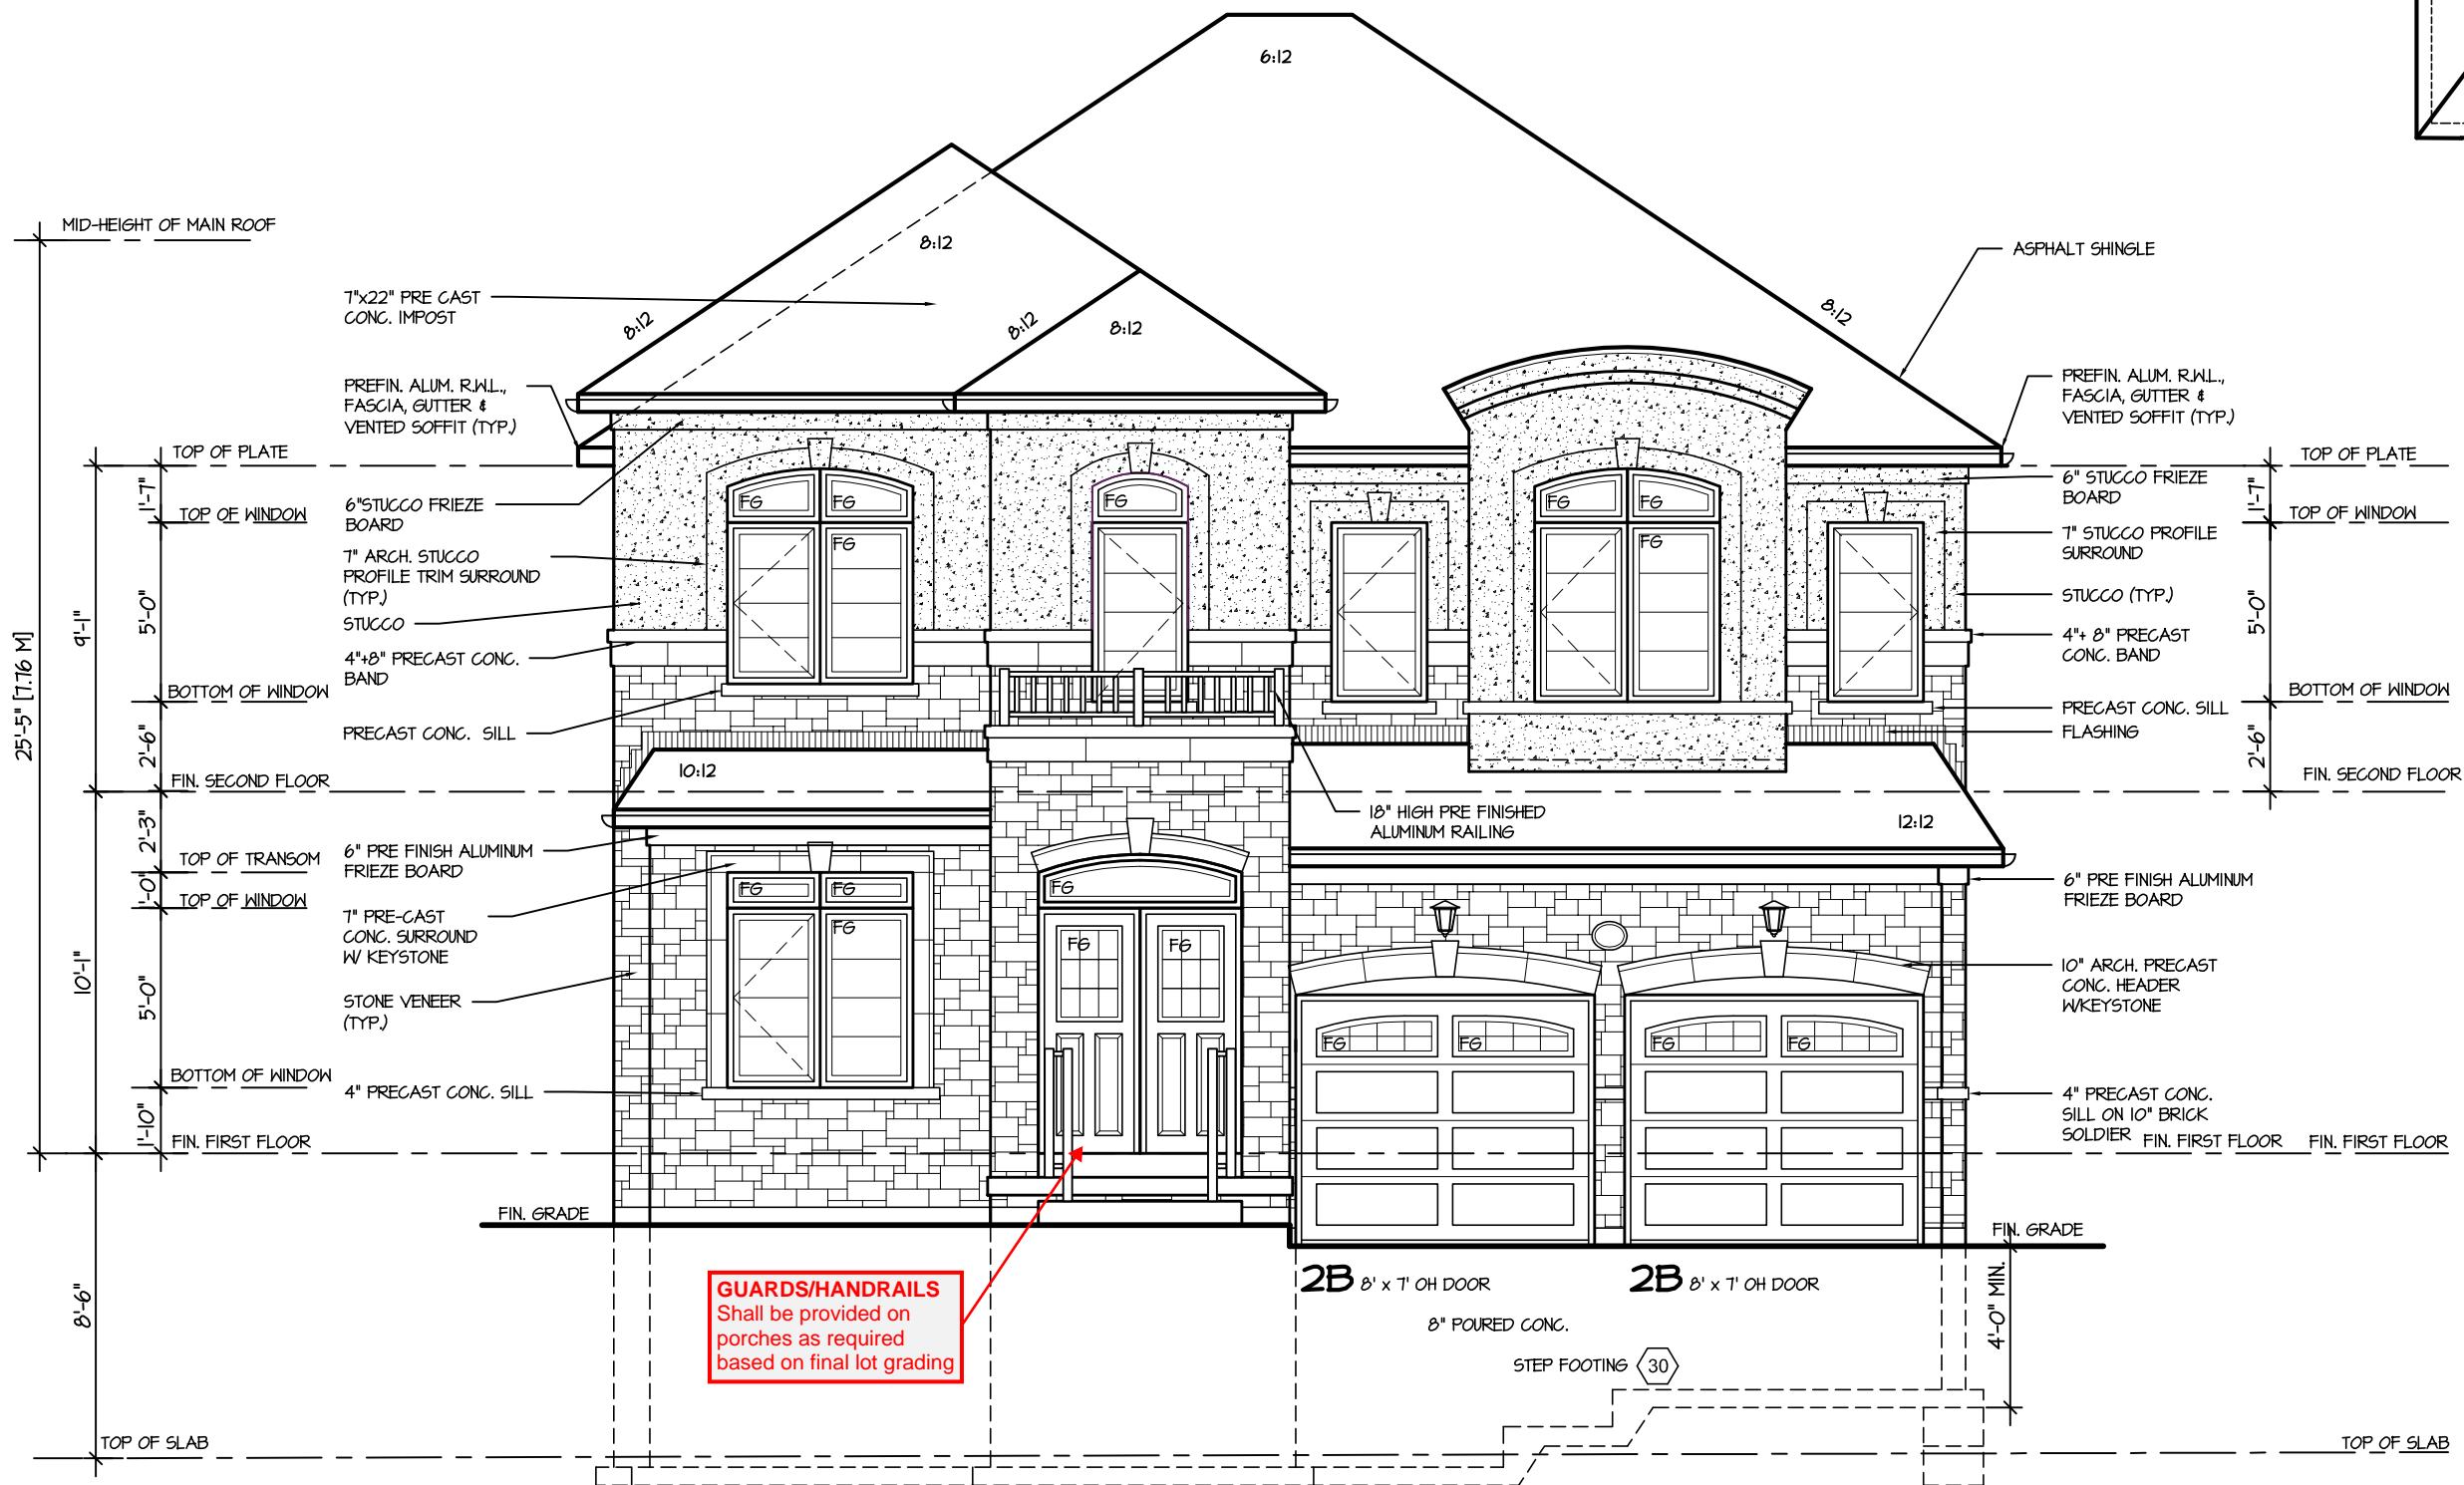 6:12
8:12
8:12
8:12
8:12
8:12
MID-HEIGHT OF MAIN ROOF
7"x22" PRE CAST
CONC. IMPOST
PREFIN. ALUM. R.W.L.,
FASCIA, GUTTER &
VENTED SOFFIT (TYP.)
TOP OF PLATE
6"STUCCO FRIEZE
BOARD
TOP OF WINDOW
7" ARCH. STUCCO
PROFILE TRIM SURROUND
(TYP.)
STUCCO
4"+8" PRECAST CONC.
BAND
BOTTOM OF WINDOW
PRECAST CONC. SILL
FIN. SECOND FLOOR
TOP OF TRANSOM
6" PRE FINISH ALUMINUM
FRIEZE BOARD
TOP OF WINDOW
7" PRE-CAST
CONC. SURROUND
W/ KEYSTONE
STONE VENEER
(TYP.)
BOTTOM OF WINDOW
4" PRECAST CONC. SILL
FIN. FIRST FLOOR
FIN. GRADE
TOP OF SLAB
25'-5" [7.16 M]
9'-1"
10'-1"
8'-6"
1'-7"
5'-0"
2'-6"
2'-3"
1'-0"
5'-0"
1'-10"
FG
FG
FG
FG
FG
FG
FG
10:12
12:12
18" HIGH PRE FINISHED
ALUMINUM RAILING
FG
FG
FG
FG
FG
FG
FG
FG
FG
FG
GUARDS/HANDRAILS
Shall be provided on
porches as required
based on final lot grading
2B 8' x 7' OH DOOR
2B 8' x 7' OH DOOR
8" POURED CONC.
STEP FOOTING 30
ASPHALT SHINGLE
PREFIN. ALUM. R.W.L.,
FASCIA, GUTTER &
VENTED SOFFIT (TYP.)
TOP OF PLATE
6" STUCCO FRIEZE
BOARD
TOP OF WINDOW
7" STUCCO PROFILE
SURROUND
STUCCO (TYP.)
4"+ 8" PRECAST
CONC. BAND
BOTTOM OF WINDOW
PRECAST CONC. SILL
FLASHING
FIN. SECOND FLOOR
1'-7"
5'-0"
2'-6"
6" PRE FINISH ALUMINUM
FRIEZE BOARD
10" ARCH. PRECAST
CONC. HEADER
W/KEYSTONE
4" PRECAST CONC.
SILL ON 10" BRICK
SOLDIER
FIN. FIRST FLOOR FIN. FIRST FLOOR
FIN. GRADE
4'-0" MIN.
TOP OF SLAB